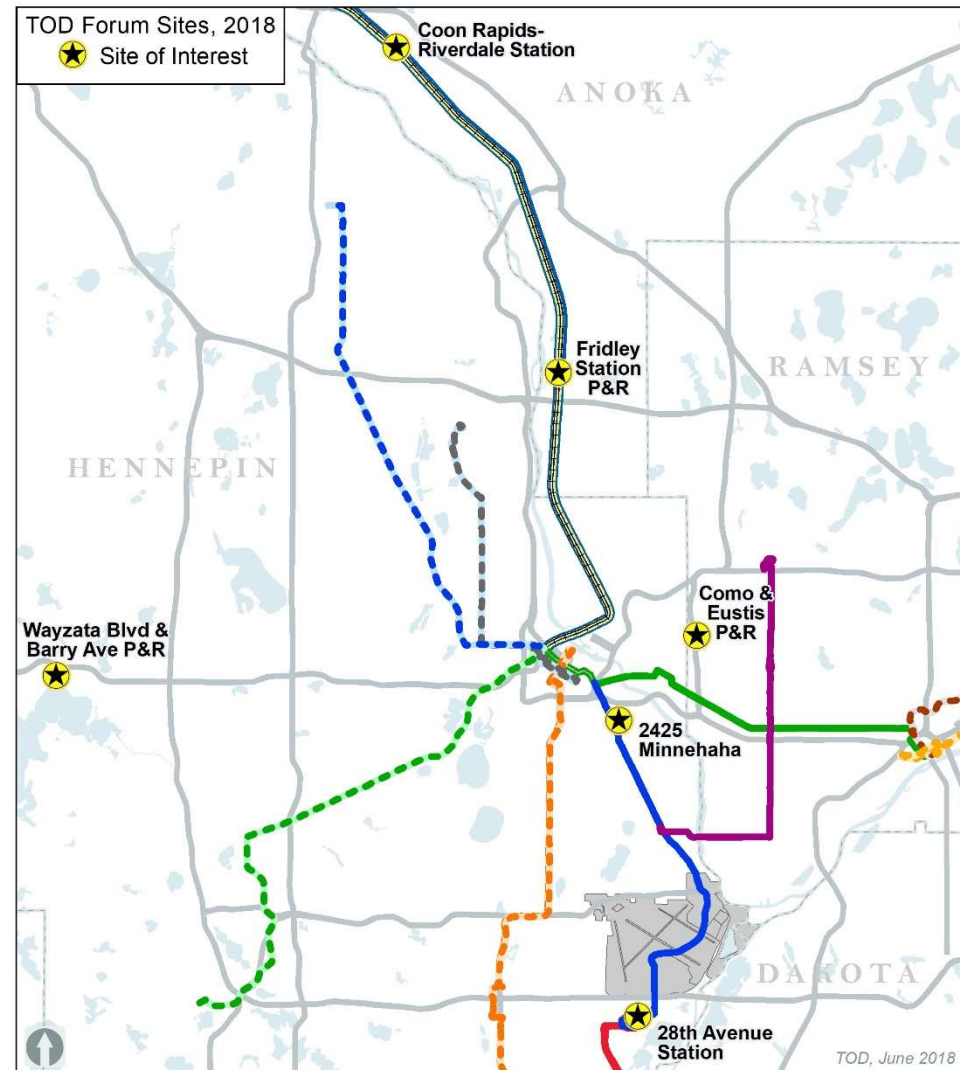 TOD Forum Sites, 2018
Site of Interest
Coon Rapids-
Riverdale Station
ANOKA
Fridley
Station
P&R
RAMSEY
HENNEPIN
Como &
Eustis
P&R
Wayzata Blvd &
Barry Ave P&R
2425
Minnehaha
DAKOTA
28th Avenue
Station
TOD, June 2018